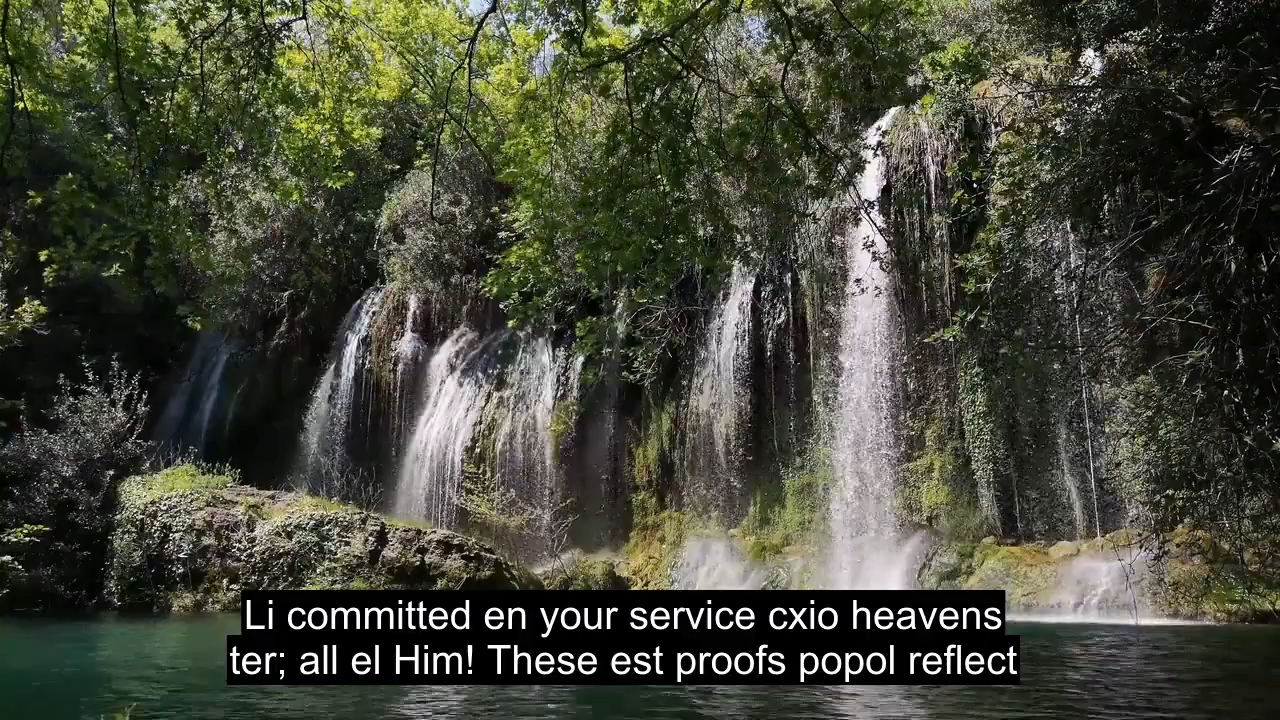 Li committed en your service cxio heavens
ter; all el Him! These est proofs popol reflect